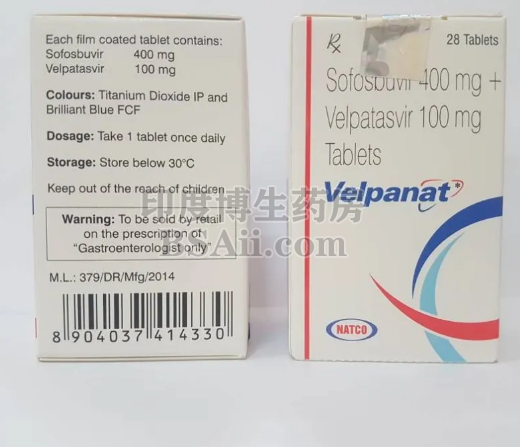 Each film coated tablet contains:
Sofosbuvir 400 mg
Velpatasvir 100 mg
Colours: Titanium Dioxide IP and
Brilliant Blue FCF
Dosage: Take 1 tablet once daily
Storage: Store below 30°C
Keep out of the reach of children
Warning: To be sold by retail
on the prescription of
"Gastroenterologist only"
M.L.: 379/DR/Mfg/2014
8 904037 414330
Rx
28 Tablets
Sofosbuvir 400 mg +
Velpatasvir 100 mg
Tablets
Velpanat*
NATCO
印度博生药房
BSAii.com